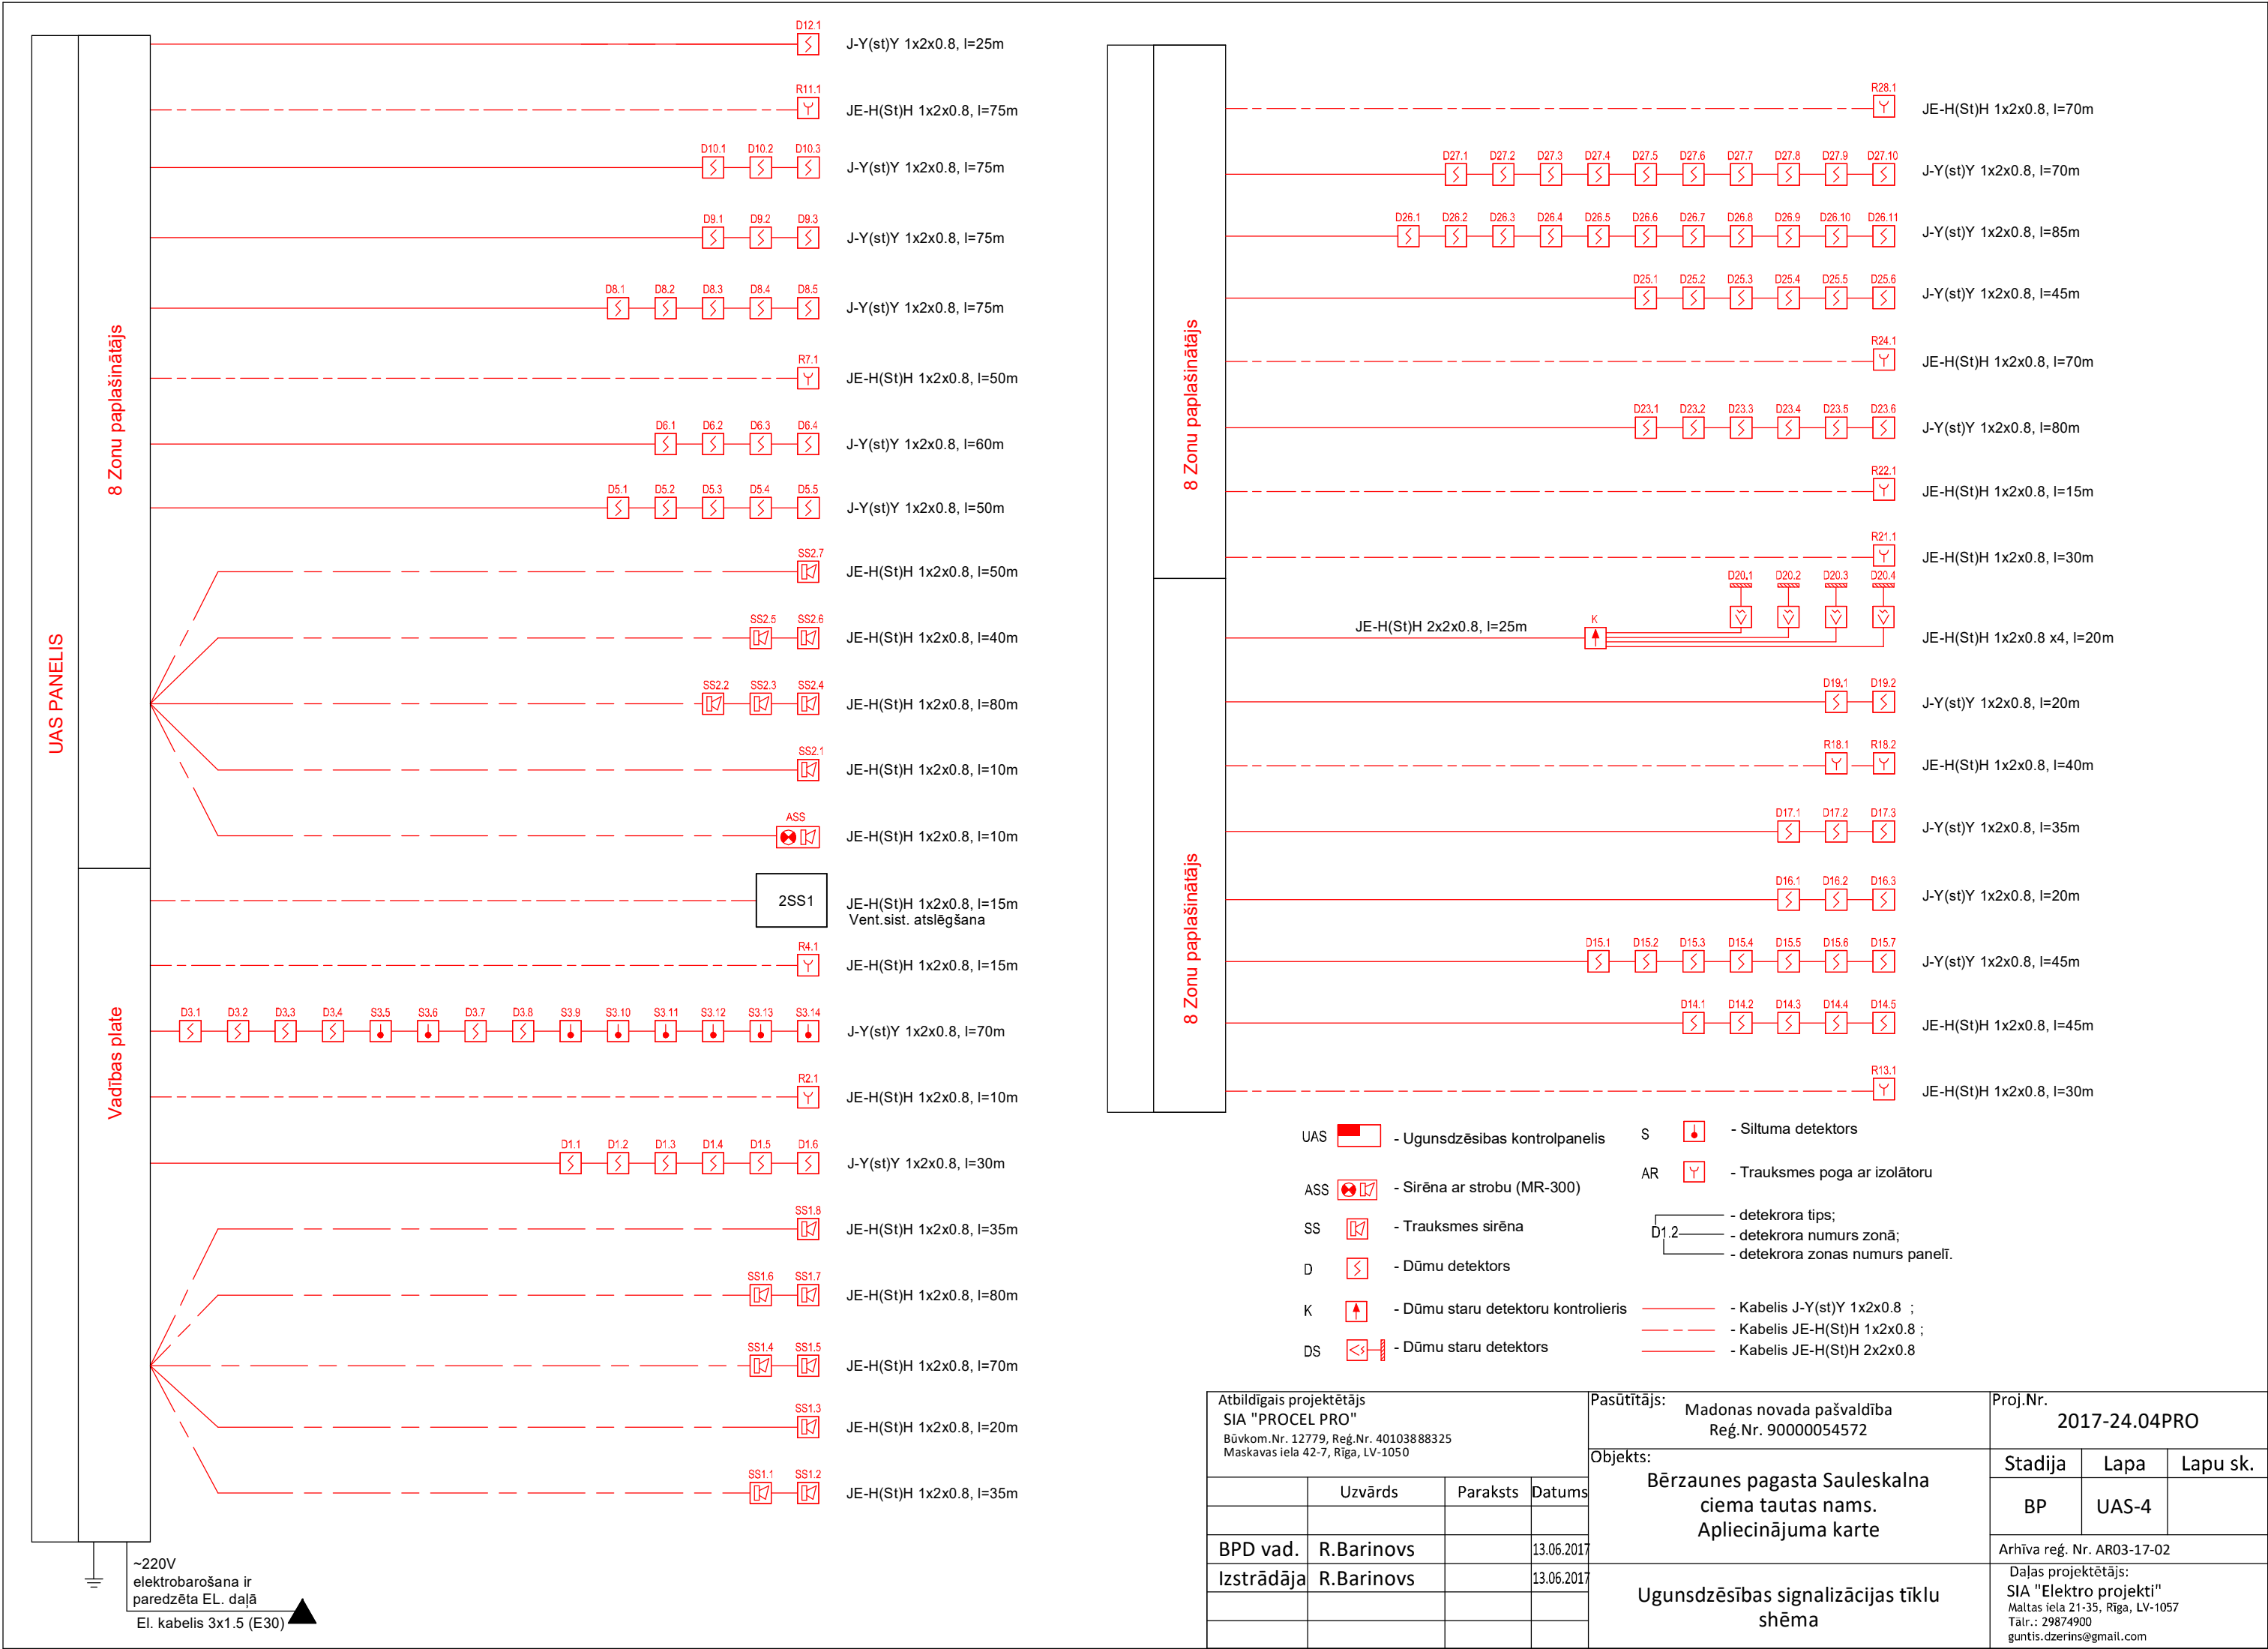 UAS PANELIS
8 Zonu paplašinātājs
Vadības plate
D12.1
J-Y(st)Y 1x2x0.8, l=25m
R11.1
JE-H(St)H 1x2x0.8, l=75m
D10.1 D10.2 D10.3
J-Y(st)Y 1x2x0.8, l=75m
D9.1 D9.2 D9.3
J-Y(st)Y 1x2x0.8, l=75m
D8.1 D8.2 D8.3 D8.4 D8.5
J-Y(st)Y 1x2x0.8, l=75m
R7.1
JE-H(St)H 1x2x0.8, l=50m
D6.1 D6.2 D6.3 D6.4
J-Y(st)Y 1x2x0.8, l=60m
D5.1 D5.2 D5.3 D5.4 D5.5
J-Y(st)Y 1x2x0.8, l=50m
SS2.7
JE-H(St)H 1x2x0.8, l=50m
SS2.5 SS2.6
JE-H(St)H 1x2x0.8, l=40m
SS2.2 SS2.3 SS2.4
JE-H(St)H 1x2x0.8, l=80m
SS2.1
JE-H(St)H 1x2x0.8, l=10m
ASS
JE-H(St)H 1x2x0.8, l=10m
2SS1
JE-H(St)H 1x2x0.8, l=15m
Vent.sist. atslēgšana
R4.1
JE-H(St)H 1x2x0.8, l=15m
D3.1 D3.2 D3.3 D3.4 S3.5 S3.6 D3.7 D3.8 S3.9 S3.10 S3.11 S3.12 S3.13 S3.14
J-Y(st)Y 1x2x0.8, l=70m
R2.1
JE-H(St)H 1x2x0.8, l=10m
D1.1 D1.2 D1.3 D1.4 D1.5 D1.6
J-Y(st)Y 1x2x0.8, l=30m
SS1.8
JE-H(St)H 1x2x0.8, l=35m
SS1.6 SS1.7
JE-H(St)H 1x2x0.8, l=80m
SS1.4 SS1.5
JE-H(St)H 1x2x0.8, l=70m
SS1.3
JE-H(St)H 1x2x0.8, l=20m
SS1.1 SS1.2
JE-H(St)H 1x2x0.8, l=35m
~220V
elektrobarošana ir
paredzēta EL. daļā
El. kabelis 3x1.5 (E30)
8 Zonu paplašinātājs
8 Zonu paplašinātājs
R28.1
JE-H(St)H 1x2x0.8, l=70m
D27.1 D27.2 D27.3 D27.4 D27.5 D27.6 D27.7 D27.8 D27.9 D27.10
J-Y(st)Y 1x2x0.8, l=70m
D26.1 D26.2 D26.3 D26.4 D26.5 D26.6 D26.7 D26.8 D26.9 D26.10 D26.11
J-Y(st)Y 1x2x0.8, l=85m
D25.1 D25.2 D25.3 D25.4 D25.5 D25.6
J-Y(st)Y 1x2x0.8, l=45m
R24.1
JE-H(St)H 1x2x0.8, l=70m
D23.1 D23.2 D23.3 D23.4 D23.5 D23.6
J-Y(st)Y 1x2x0.8, l=80m
R22.1
JE-H(St)H 1x2x0.8, l=15m
R21.1
JE-H(St)H 1x2x0.8, l=30m
D20.1 D20.2 D20.3 D20.4
JE-H(St)H 2x2x0.8, l=25m
K
JE-H(St)H 1x2x0.8 x4, l=20m
D19.1 D19.2
J-Y(st)Y 1x2x0.8, l=20m
R18.1 R18.2
JE-H(St)H 1x2x0.8, l=40m
D17.1 D17.2 D17.3
J-Y(st)Y 1x2x0.8, l=35m
D16.1 D16.2 D16.3
J-Y(st)Y 1x2x0.8, l=20m
D15.1 D15.2 D15.3 D15.4 D15.5 D15.6 D15.7
J-Y(st)Y 1x2x0.8, l=45m
D14.1 D14.2 D14.3 D14.4 D14.5
JE-H(St)H 1x2x0.8, l=45m
R13.1
JE-H(St)H 1x2x0.8, l=30m
UAS - Ugunsdzēsibas kontrolpanelis
ASS - Sirēna ar strobu (MR-300)
SS - Trauksmes sirēna
D - Dūmu detektors
K - Dūmu staru detektoru kontrolieris
DS - Dūmu staru detektors
S - Siltuma detektors
AR - Trauksmes poga ar izolātoru
D1.2
- detekrora tips;
- detekrora numurs zonā;
- detekrora zonas numurs panelī.
- Kabelis J-Y(st)Y 1x2x0.8 ;
- Kabelis JE-H(St)H 1x2x0.8 ;
- Kabelis JE-H(St)H 2x2x0.8
Atbildīgais projektētājs
SIA "PROCEL PRO"
Būvkom.Nr. 12779, Reģ.Nr. 40103888325
Maskavas iela 42-7, Rīga, LV-1050
Uzvārds Paraksts Datums
BPD vad. R.Barinovs 13.06.2017
Izstrādāja R.Barinovs 13.06.2017
Pasūtītājs:
Madonas novada pašvaldība
Reģ.Nr. 90000054572
Objekts:
Bērzaunes pagasta Sauleskalna
ciema tautas nams.
Apliecinājuma karte
Ugunsdzēsības signalizācijas tīklu
shēma
Proj.Nr.
2017-24.04PRO
Stadija Lapa Lapu sk.
BP UAS-4
Arhīva reģ. Nr. AR03-17-02
Daļas projektētājs:
SIA "Elektro projekti"
Maltas iela 21-35, Rīga, LV-1057
Tālr.: 29874900
guntis.dzerins@gmail.com